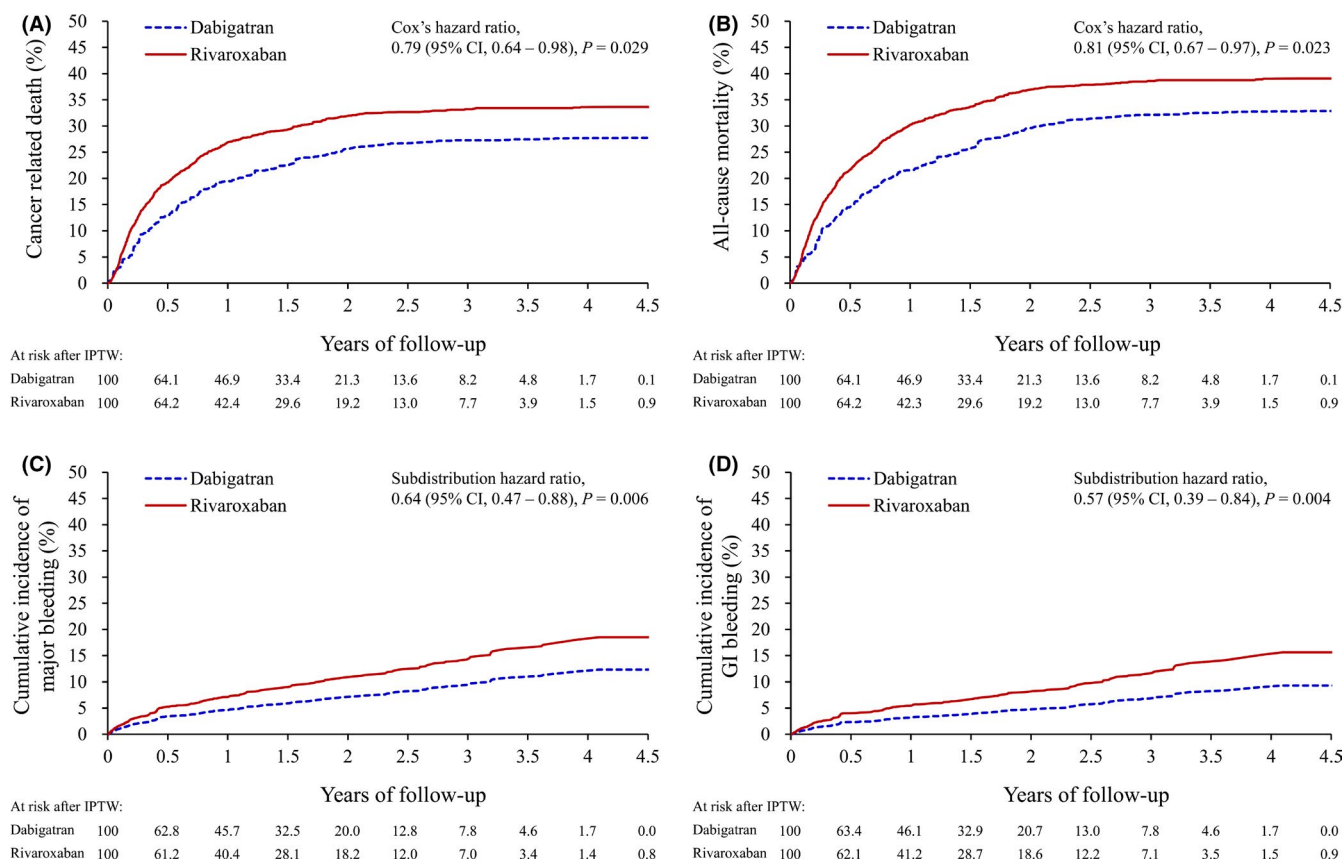 (A)
Dabigatran
Rivaroxaban
Cox's hazard ratio,
0.79 (95% CI, 0.64 – 0.98), P = 0.029
Cancer related death (%)
50
45
40
35
30
25
20
15
10
5
0
0 0.5 1 1.5 2 2.5 3 3.5 4 4.5
Years of follow-up
At risk after IPTW:
Dabigatran 100 64.1 46.9 33.4 21.3 13.6 8.2 4.8 1.7 0.1
Rivaroxaban 100 64.2 42.4 29.6 19.2 13.0 7.7 3.9 1.5 0.9
(B)
Dabigatran
Rivaroxaban
Cox's hazard ratio,
0.81 (95% CI, 0.67 – 0.97), P = 0.023
All-cause mortality (%)
50
45
40
35
30
25
20
15
10
5
0
0 0.5 1 1.5 2 2.5 3 3.5 4 4.5
Years of follow-up
At risk after IPTW:
Dabigatran 100 64.1 46.9 33.4 21.3 13.6 8.2 4.8 1.7 0.1
Rivaroxaban 100 64.2 42.3 29.6 19.2 13.0 7.7 3.9 1.5 0.9
(C)
Dabigatran
Rivaroxaban
Subdistribution hazard ratio,
0.64 (95% CI, 0.47 – 0.88), P = 0.006
Cumulative incidence of
major bleeding (%)
50
45
40
35
30
25
20
15
10
5
0
0 0.5 1 1.5 2 2.5 3 3.5 4 4.5
Years of follow-up
At risk after IPTW:
Dabigatran 100 62.8 45.7 32.5 20.0 12.8 7.8 4.6 1.7 0.0
Rivaroxaban 100 61.2 40.4 28.1 18.2 12.0 7.0 3.4 1.4 0.8
(D)
Dabigatran
Rivaroxaban
Subdistribution hazard ratio,
0.57 (95% CI, 0.39 – 0.84), P = 0.004
Cumulative incidence of
GI bleeding (%)
50
45
40
35
30
25
20
15
10
5
0
0 0.5 1 1.5 2 2.5 3 3.5 4 4.5
Years of follow-up
At risk after IPTW:
Dabigatran 100 63.4 46.1 32.9 20.7 13.0 7.8 4.6 1.7 0.0
Rivaroxaban 100 62.1 41.2 28.7 18.6 12.2 7.1 3.5 1.5 0.9